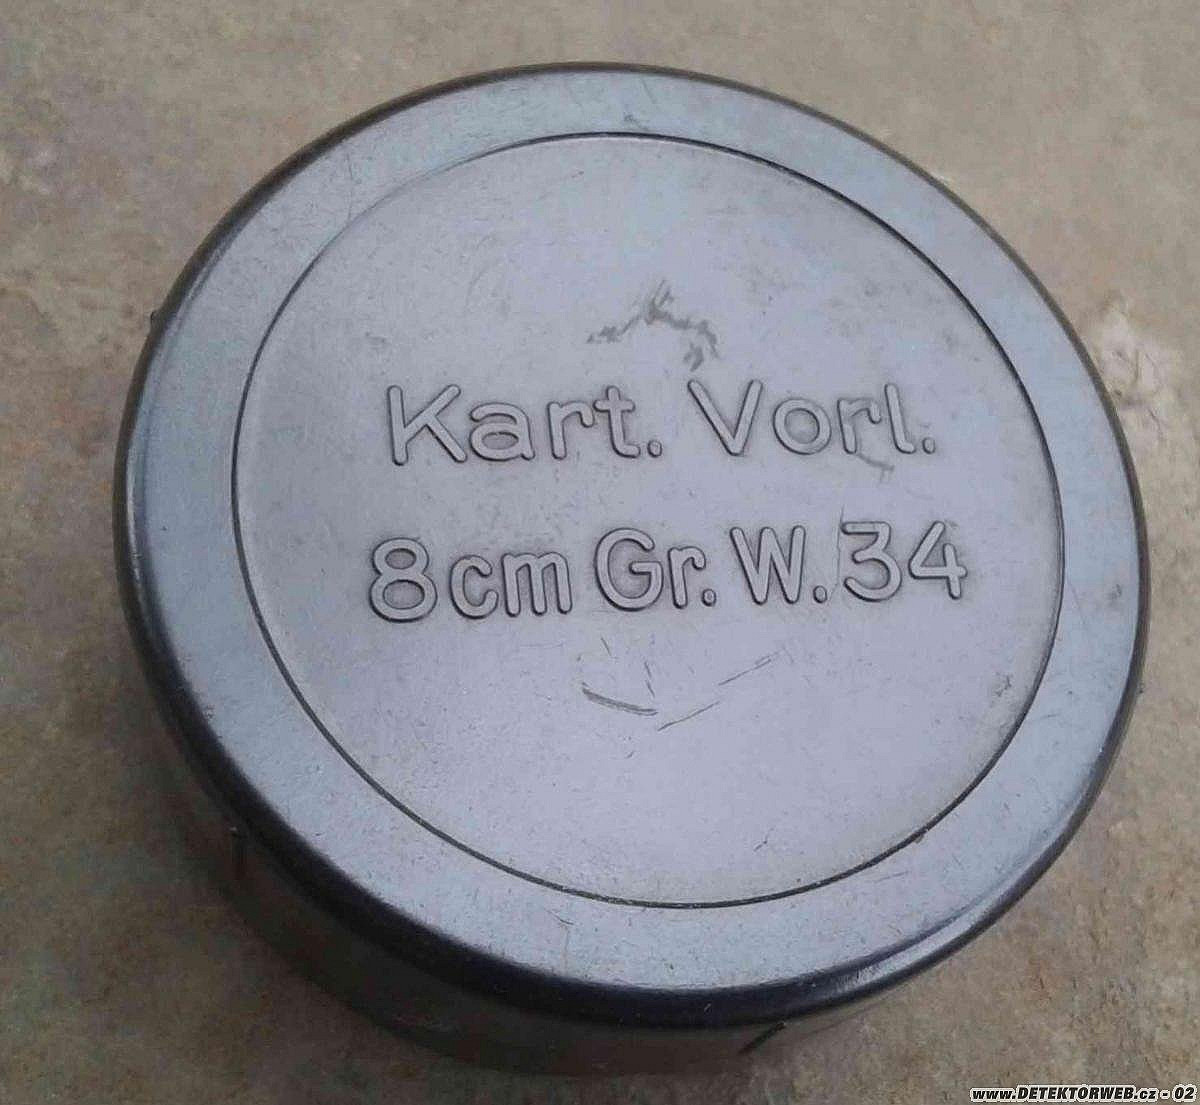 Kart. Vorl.
8cm Gr. W. 34
www.DETEKTORWEB.cz - 02